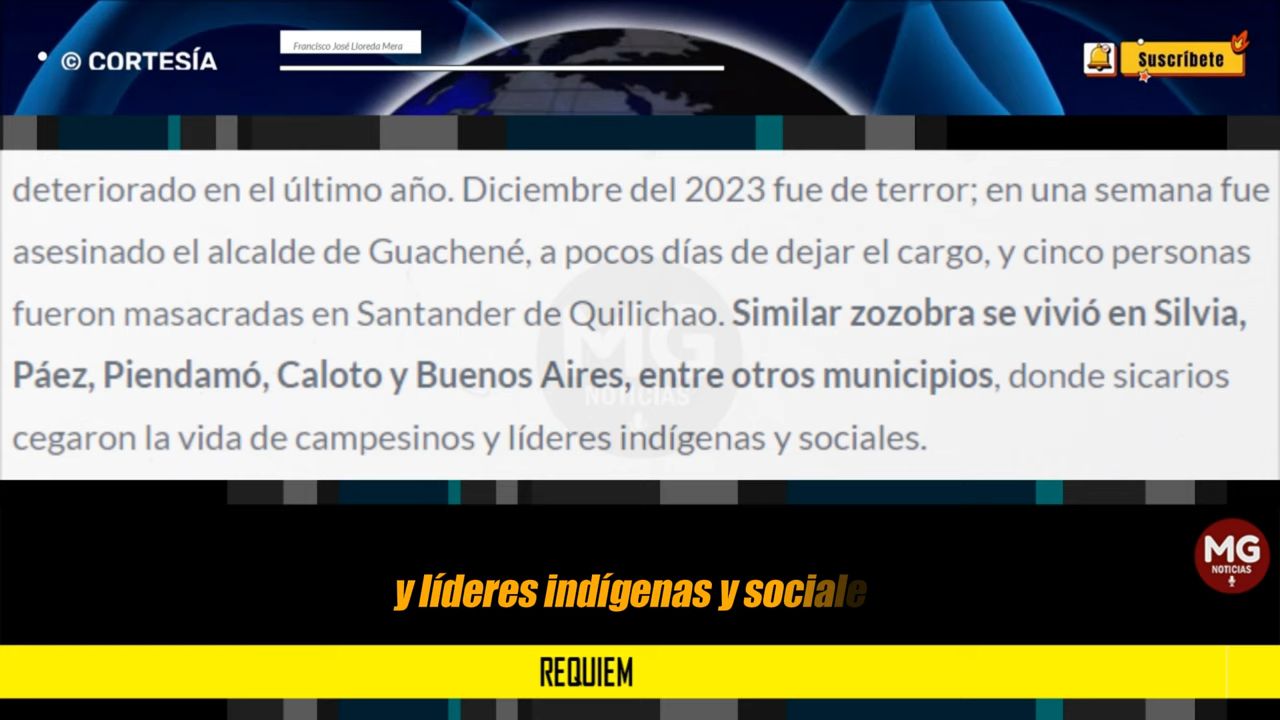 © CORTESÍA
Francisco José Lloreda Mera
Suscríbete
deteriorado en el último año. Diciembre del 2023 fue de terror; en una semana fue
asesinado el alcalde de Guachené, a pocos días de dejar el cargo, y cinco personas
fueron masacradas en Santander de Quilichao. Similar zozobra se vivió en Silvia,
Páez, Piendamó, Caloto y Buenos Aires, entre otros municipios, donde sicarios
cegaron la vida de campesinos y líderes indígenas y sociales.
MG
NOTICIAS
y líderes indígenas y sociale
MG
NOTICIAS
REQUIEM